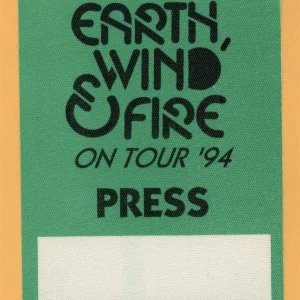 EARTH,
WIND
& FIRE
ON TOUR '94
PRESS